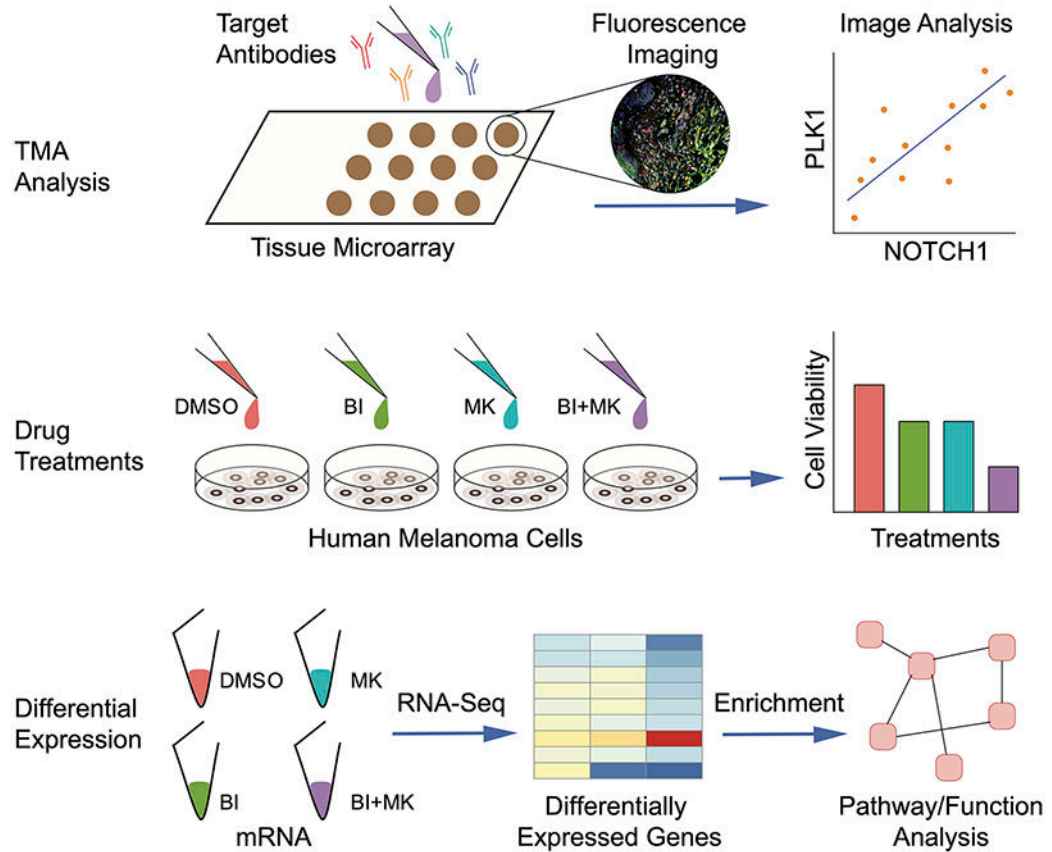 Target
Antibodies
Fluorescence
Imaging
Image Analysis
TMA
Analysis
PLK1
NOTCH1
Tissue Microarray
DMSO
BI
MK
BI+MK
Drug
Treatments
Cell Viability
Human Melanoma Cells
Treatments
Differential
Expression
DMSO
MK
BI
BI+MK
mRNA
RNA-Seq
Differentially
Expressed Genes
Enrichment
Pathway/Function
Analysis